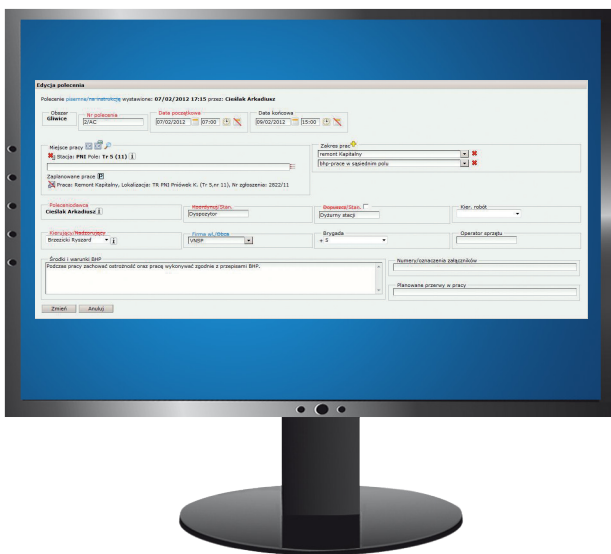 Edycja polecenia
Polecenie pisemne/na instrukcję wystawione: 07/02/2012 17:15 przez: Cieślak Arkadiusz
Obszar Nr polecenia Data początkowa Data końcowa
Gliwice 2/AC 07/02/2012 07:00 09/02/2012 15:00
Miejsce pracy Zakres prac
Stacja: PNI Pole: Tr 5 (11) remont Kapitalny
bhp-prace w sąsiednim polu
Zaplanowane prace P
Praca: Remont Kapitalny, Lokalizacja: TR PNI Pniówek K. (Tr 5,nr 11), Nr zgłoszenia: 2822/11
Poleceniodawca Koordynuj/Stan. Dopuszcz/Stan. Kier. robót
Cieślak Arkadiusz Dyspozytor Dyżurny stacji
Kierujący/Nadzorujący Firma wł./Obca Brygada Operator sprzętu
Brzezicki Ryszard VNBP + 5
Środki i warunki BHP Numery/oznaczenia załączników
Podczas pracy zachować ostrożność oraz pracę wykonywać zgodnie z przepisami BHP.
Planowane przerwy w pracy
Zmień Anuluj